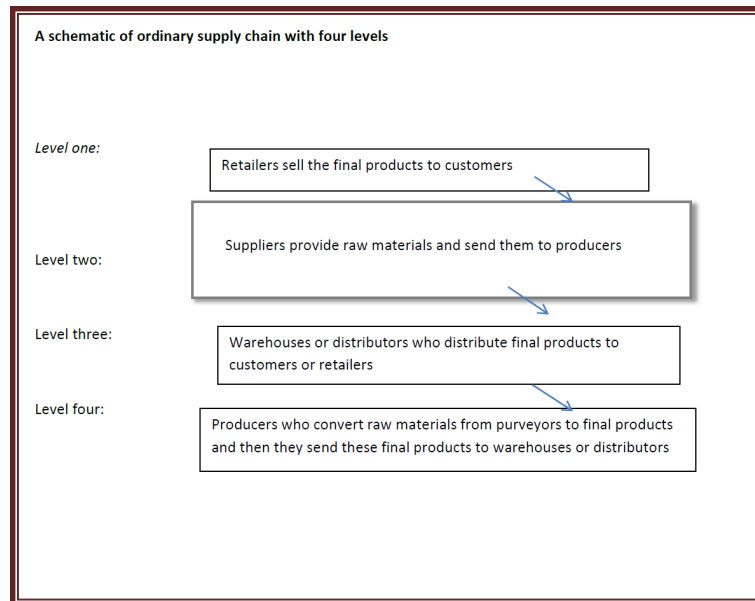 A schematic of ordinary supply chain with four levels
Level one:
Retailers sell the final products to customers
Suppliers provide raw materials and send them to producers
Level two:
Level three:
Warehouses or distributors who distribute final products to
customers or retailers
Level four:
Producers who convert raw materials from purveyors to final products
and then they send these final products to warehouses or distributors